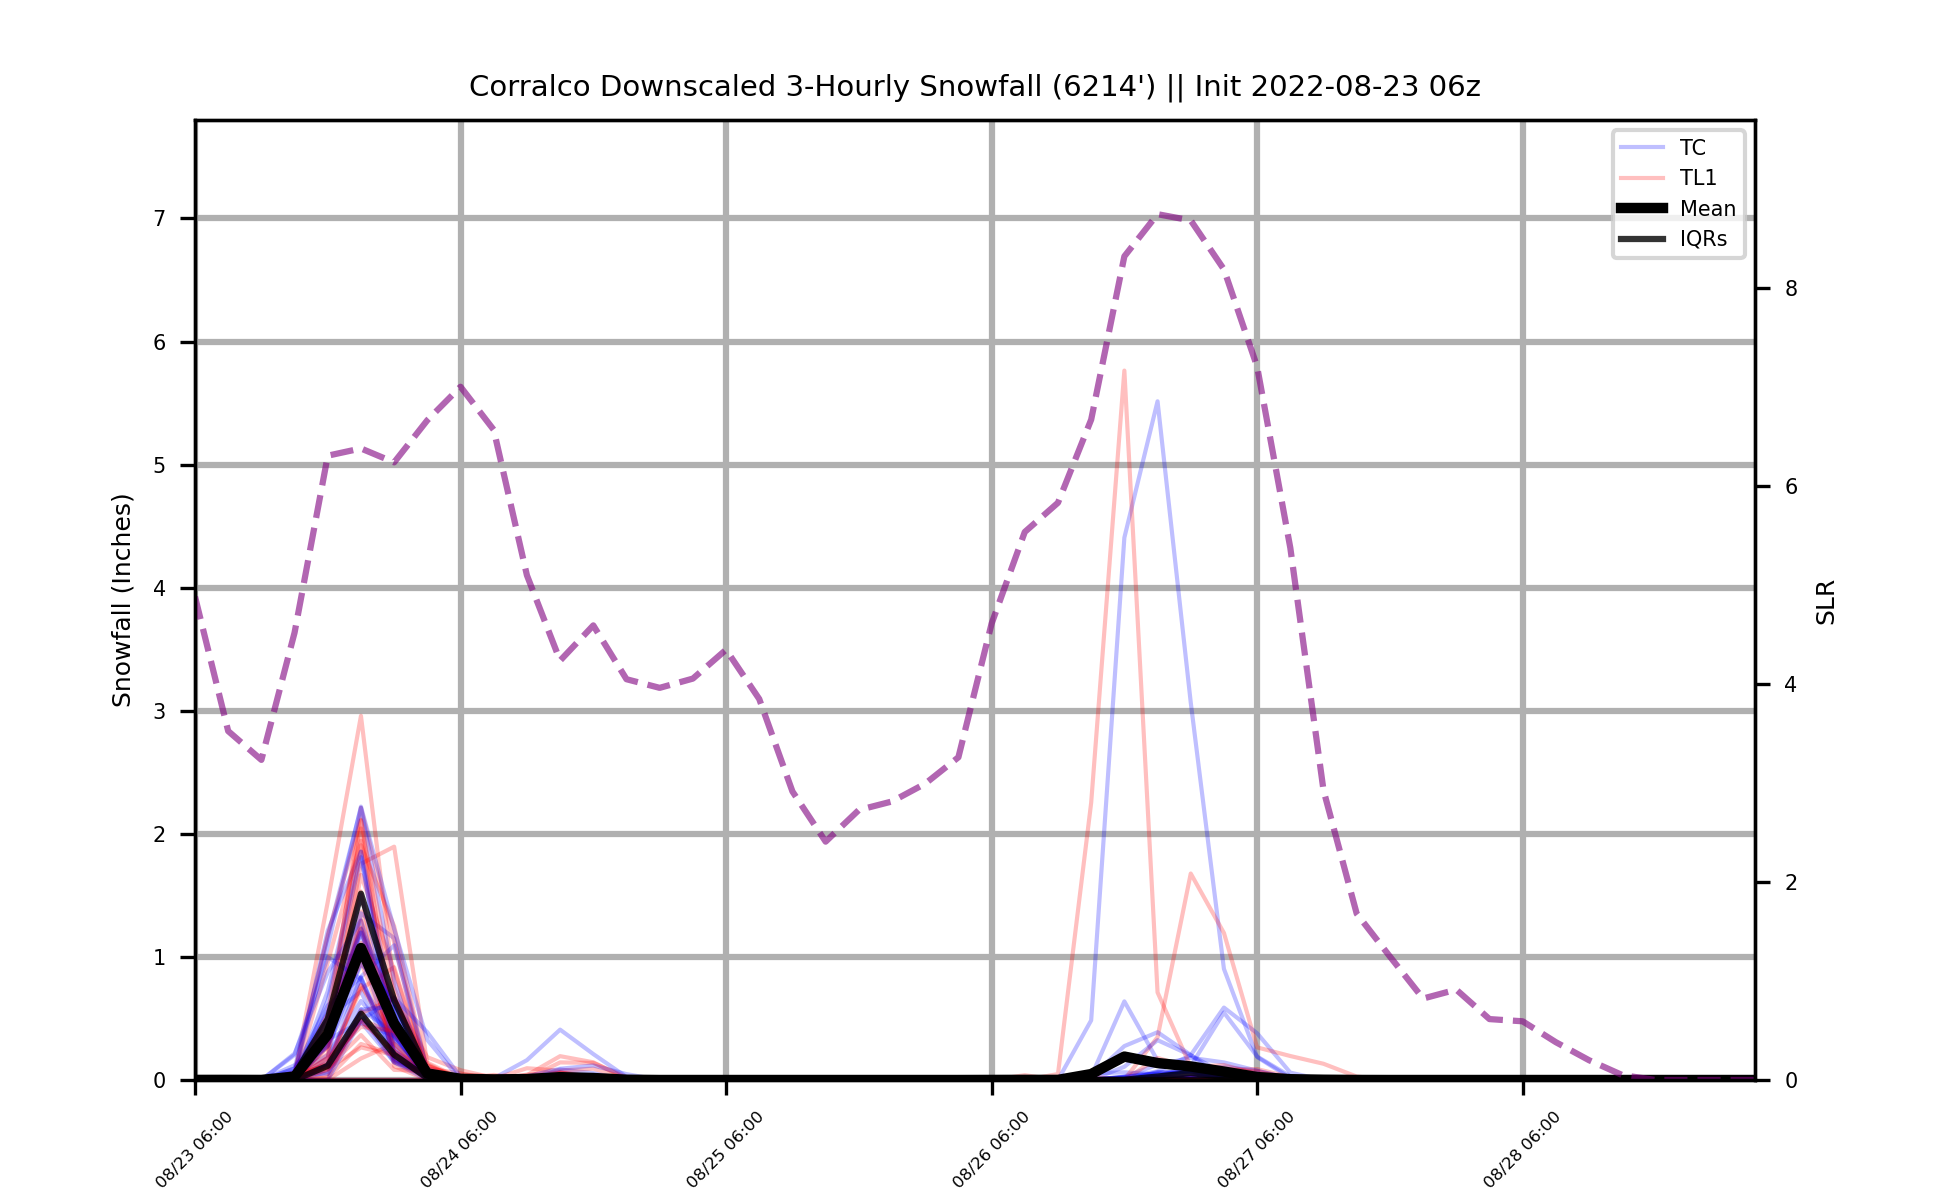 Corralco Downscaled 3-Hourly Snowfall (6214') || Init 2022-08-23 06z
TC
TL1
Mean
IQRs
7
6
5
4
3
2
1
0
Snowfall (Inches)
8
6
4
2
0
SLR
08/23 06:00
08/24 06:00
08/25 06:00
08/26 06:00
08/27 06:00
08/28 06:00